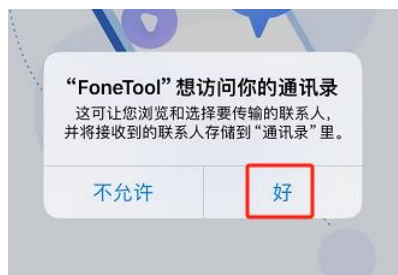 “FoneTool”想访问你的通讯录
这可让您浏览和选择要传输的联系人,
并将接收到的联系人存储到“通讯录”里。
不允许
好